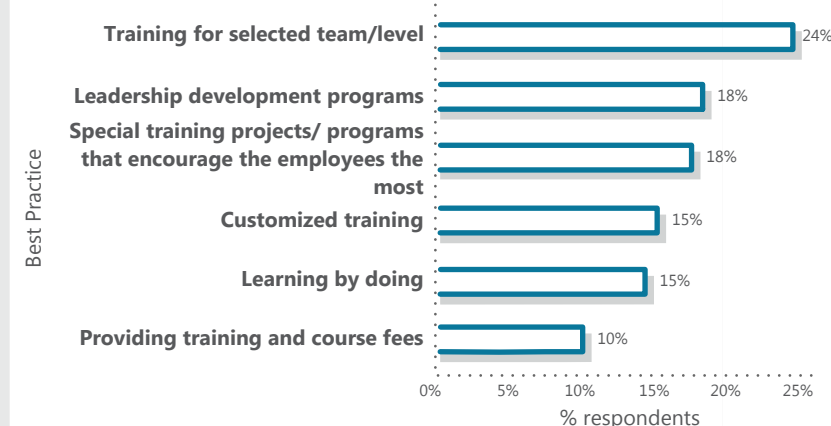 Training for selected team/level
24%
Leadership development programs
18%
Special training projects/ programs
that encourage the employees the
most
18%
Customized training
15%
Learning by doing
15%
Providing training and course fees
10%
Best Practice
0%
5%
10%
15%
20%
25%
% respondents